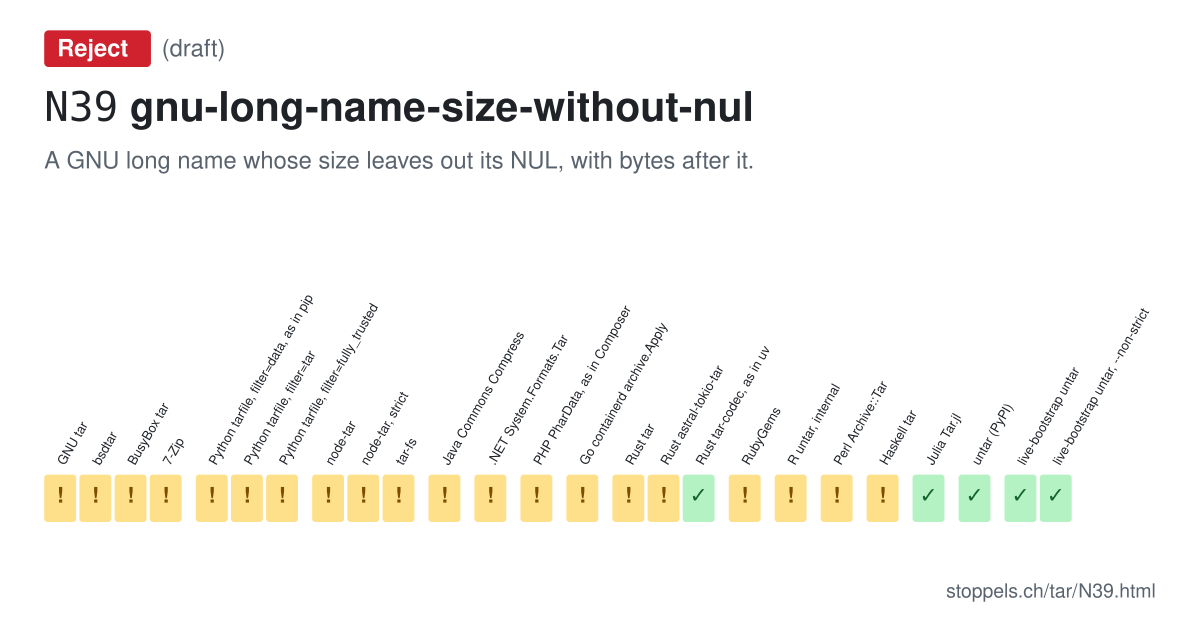 Reject (draft)
N39 gnu-long-name-size-without-nul
A GNU long name whose size leaves out its NUL, with bytes after it.
GNU tar
bsdtar
BusyBox tar
7-Zip
Python tarfile, filter=data, as in pip
Python tarfile, filter=tar
Python tarfile, filter=fully_trusted
node-tar
node-tar, strict
tar-fs
Java Commons Compress
.NET System.Formats.Tar
PHP PharData, as in Composer
Go containerd archive.Apply
Rust tar
Rust astral-tokio-tar
Rust tar-codec, as in uv
RubyGems
R untar, internal
Perl Archive::Tar
Haskell tar
Julia Tar.jl
untar (PyPI)
live-bootstrap untar
live-bootstrap untar, --non-strict
! ! ! ! ! ! ! ! ! ! ! ! ! ! ! ! ✓ ! ! ! ! ✓ ✓ ✓ ✓
stoppels.ch/tar/N39.html